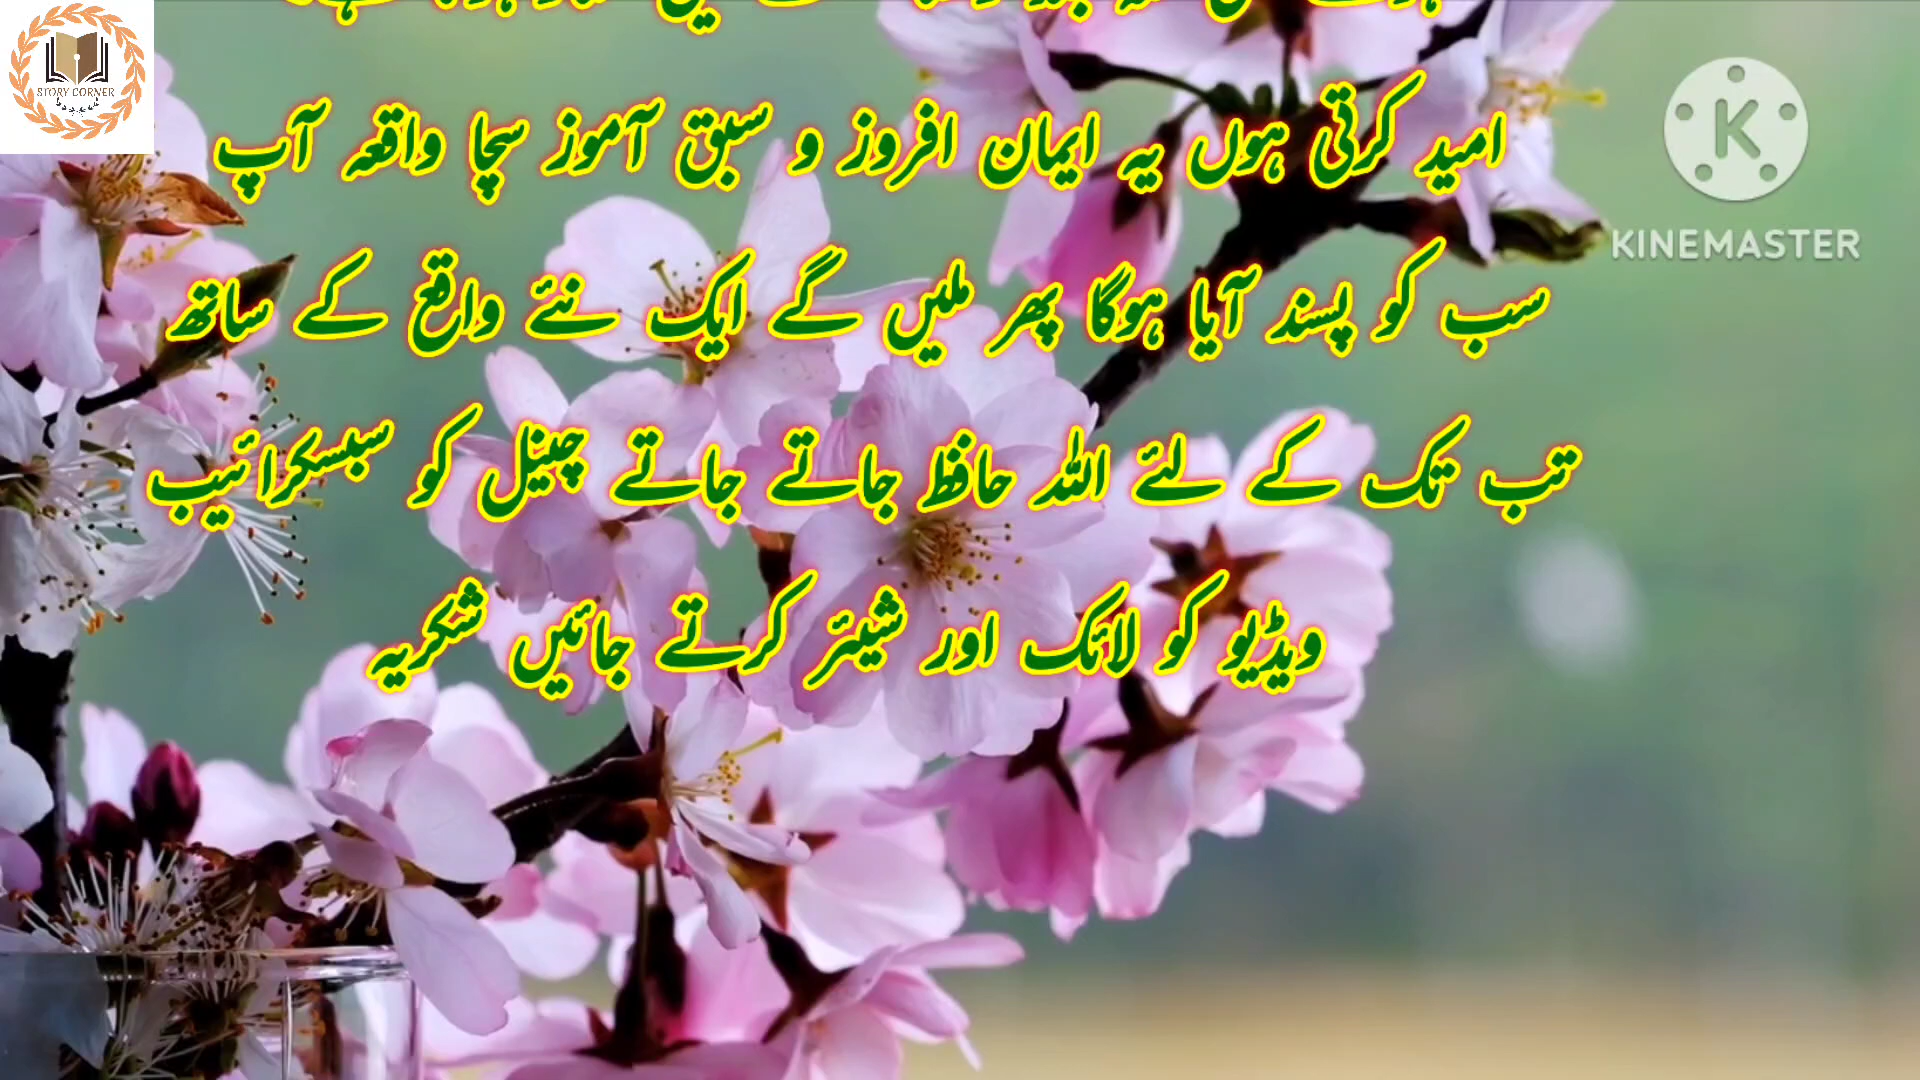 امید کرتی ہوں یہ ایمان افروز و سبق آموز سچا واقعہ آپ
سب کو پسند آیا ہوگا پھر ملیں گے ایک نئے واقع کے ساتھ
تب تک کے لئے اللہ حافظ جاتے جاتے چینل کو سبسکرائیب
ویڈیو کو لائک اور شیئر کرتے جائیں شکریہ
STORY CORNER
K
KINEMASTER